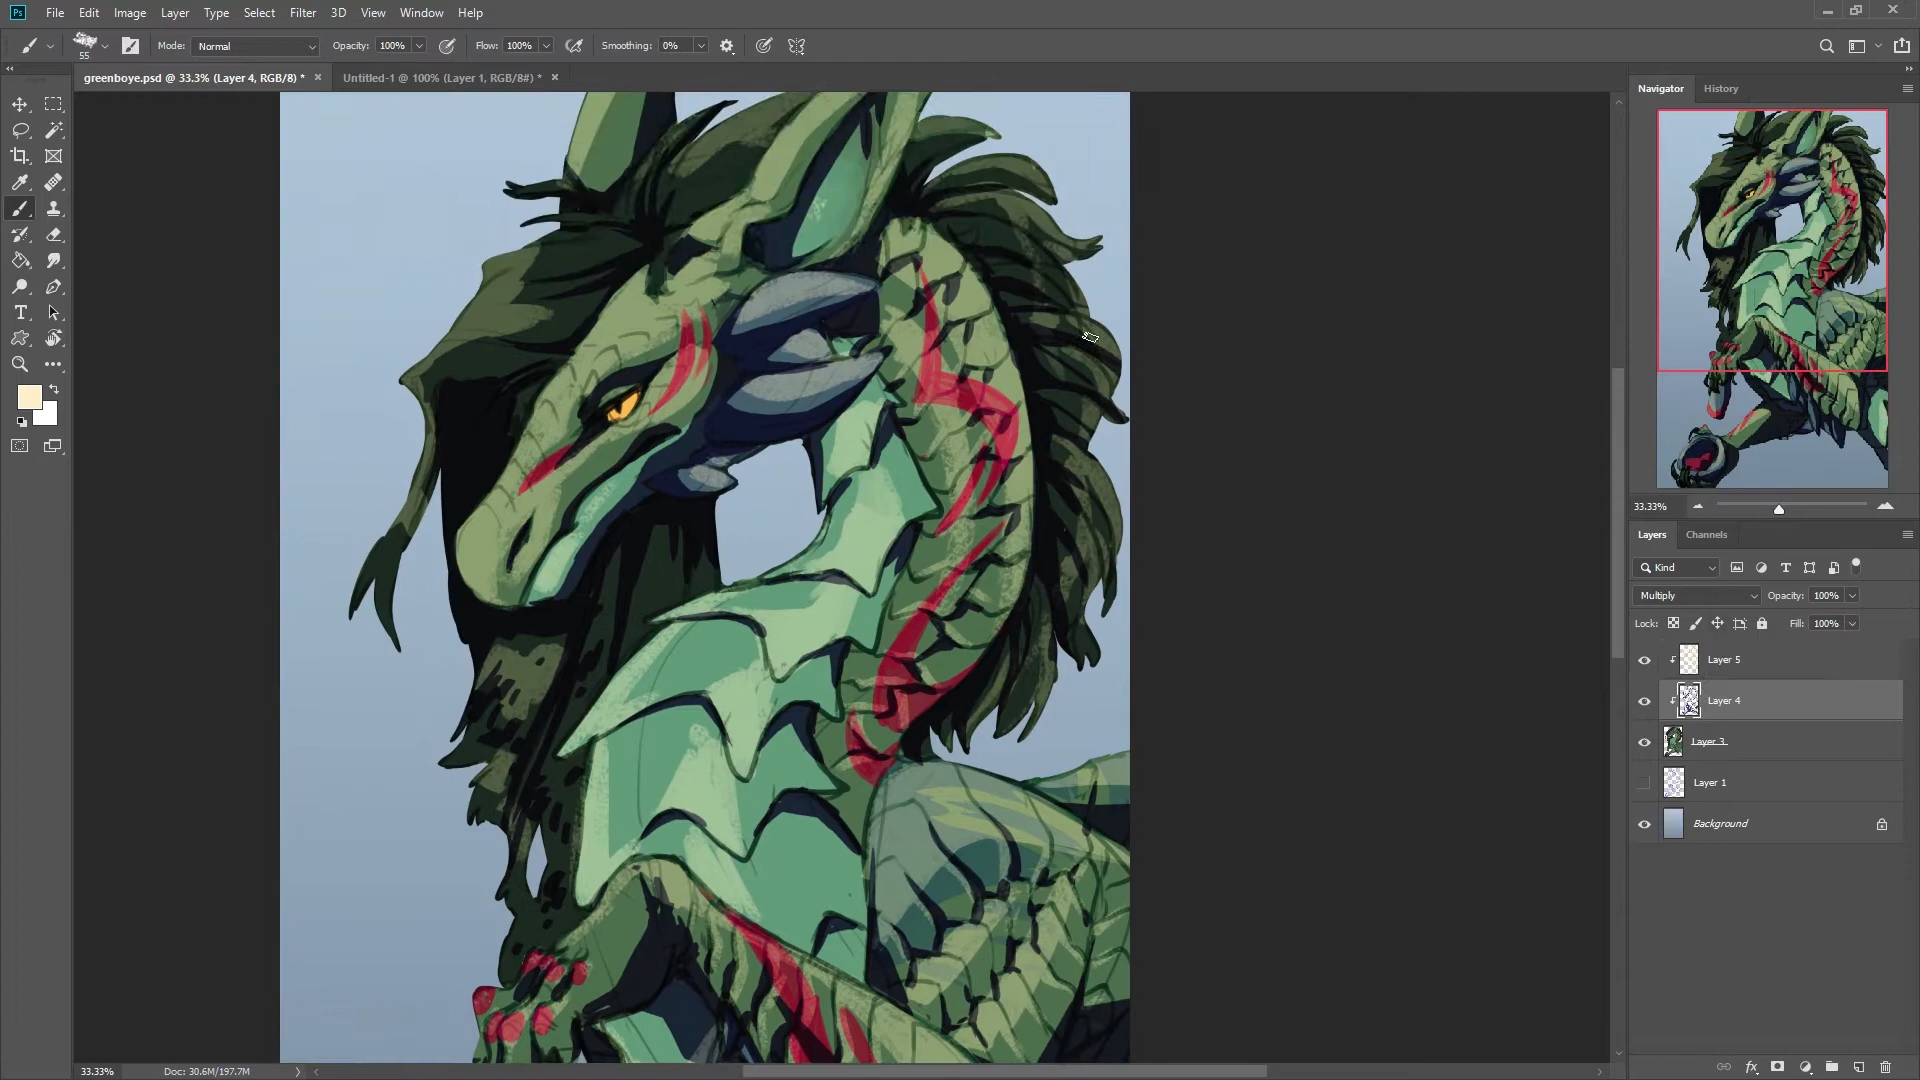 Ps File Edit Image Layer Type Select Filter 3D View Window Help
55 Mode: Normal Opacity: 100% Flow: 100% Smoothing: 0%
greenboye.psd @ 33.3% (Layer 4, RGB/8) * Untitled-1 @ 100% (Layer 1, RGB/8#) *
Navigator History
33.33%
Layers Channels
Kind
Multiply Opacity: 100%
Lock: Fill: 100%
Layer 5
Layer 4
Layer 3
Layer 1
Background
33.33% Doc: 30.6M/197.7M